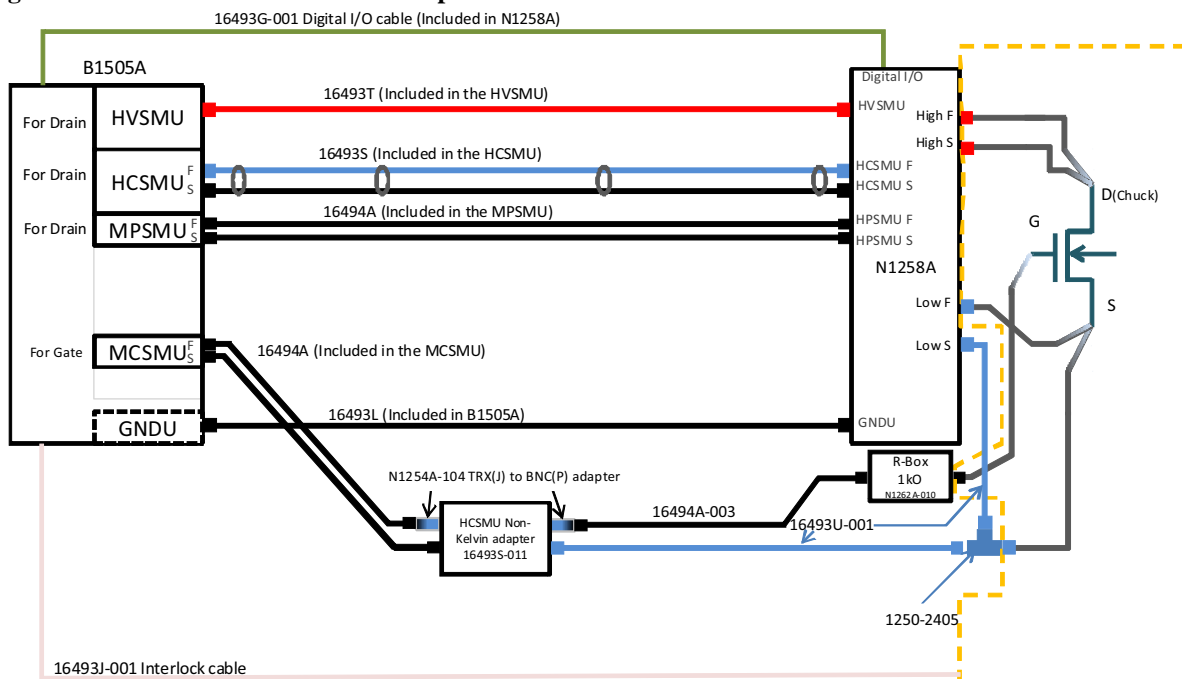 16493G-001 Digital I/O cable (Included in N1258A)
B1505A
Digital I/O
For Drain
HVSMU
16493T (Included in the HVSMU)
HVSMU
High F
High S
For Drain
HCSMU
F
S
16493S (Included in the HCSMU)
HCSMU F
HCSMU S
D(Chuck)
For Drain
MPSMU
F
S
16494A (Included in the MPSMU)
HPSMU F
HPSMU S
G
N1258A
Low F
S
For Gate
MCSMU
F
S
16494A (Included in the MCSMU)
Low S
GNDU
16493L (Included in B1505A)
GNDU
R-Box
1kO
N1262A-010
N1254A-104 TRX(J) to BNC(P) adapter
HCSMU Non-
Kelvin adapter
16493S-011
16494A-003
16493U-001
1250-2405
16493J-001 Interlock cable